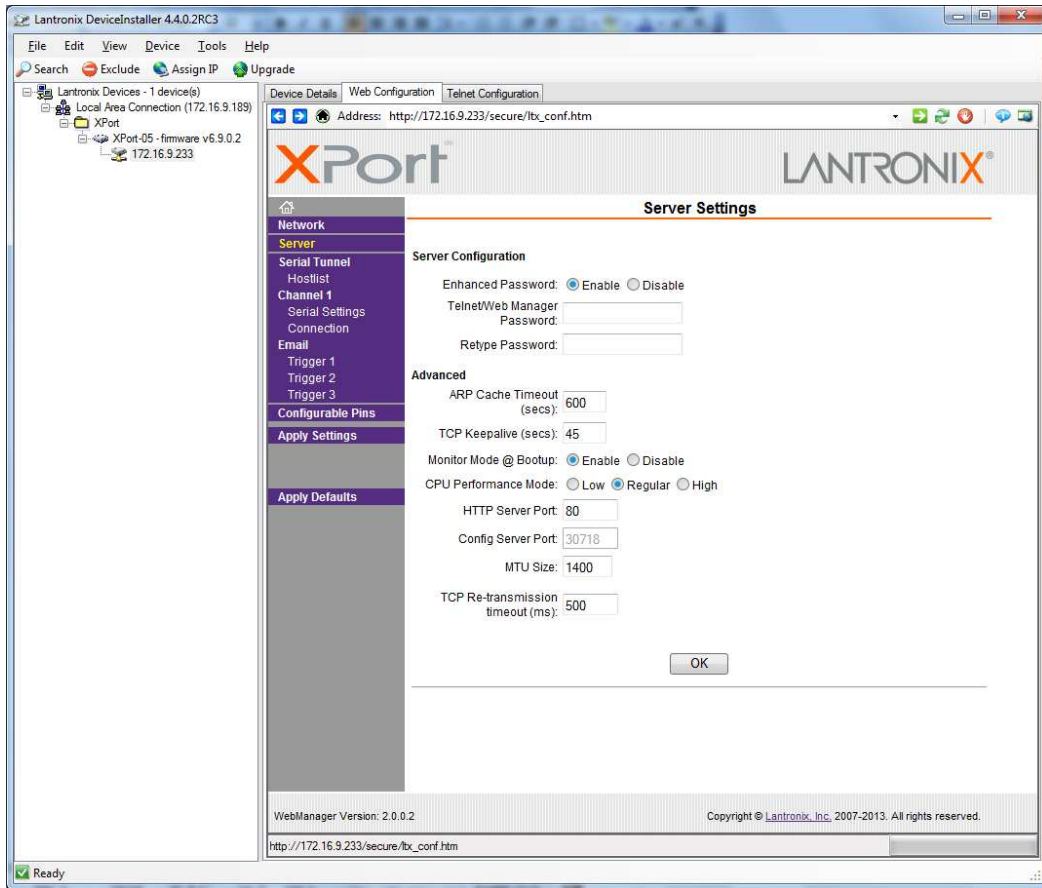 Lantronix DeviceInstaller 4.4.0.2RC3
File Edit View Device Tools Help
Search Exclude Assign IP Upgrade
Lantronix Devices - 1 device(s)
Local Area Connection (172.16.9.189)
XPort
XPort-05 - firmware v6.9.0.2
172.16.9.233
Device Details Web Configuration Telnet Configuration
Address: http://172.16.9.233/secure/ltx_conf.htm
XPort™
LANTRONIX®
Network
Server
Serial Tunnel
Hostlist
Channel 1
Serial Settings
Connection
Email
Trigger 1
Trigger 2
Trigger 3
Configurable Pins
Apply Settings
Apply Defaults
Server Settings
Server Configuration
Enhanced Password: Enable Disable
Telnet/Web Manager
Password:
Retype Password:
Advanced
ARP Cache Timeout
(secs): 600
TCP Keepalive (secs): 45
Monitor Mode @ Bootup: Enable Disable
CPU Performance Mode: Low Regular High
HTTP Server Port: 80
Config Server Port: 30718
MTU Size: 1400
TCP Re-transmission
timeout (ms): 500
OK
WebManager Version: 2.0.0.2
Copyright © Lantronix, Inc. 2007-2013. All rights reserved.
http://172.16.9.233/secure/ltx_conf.htm
Ready